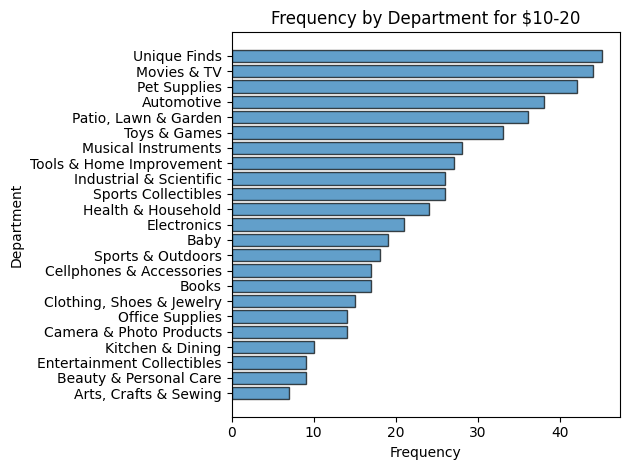 Frequency by Department for $10-20
Department
Unique Finds
Movies & TV
Pet Supplies
Automotive
Patio, Lawn & Garden
Toys & Games
Musical Instruments
Tools & Home Improvement
Industrial & Scientific
Sports Collectibles
Health & Household
Electronics
Baby
Sports & Outdoors
Cellphones & Accessories
Books
Clothing, Shoes & Jewelry
Office Supplies
Camera & Photo Products
Kitchen & Dining
Entertainment Collectibles
Beauty & Personal Care
Arts, Crafts & Sewing
0 10 20 30 40
Frequency